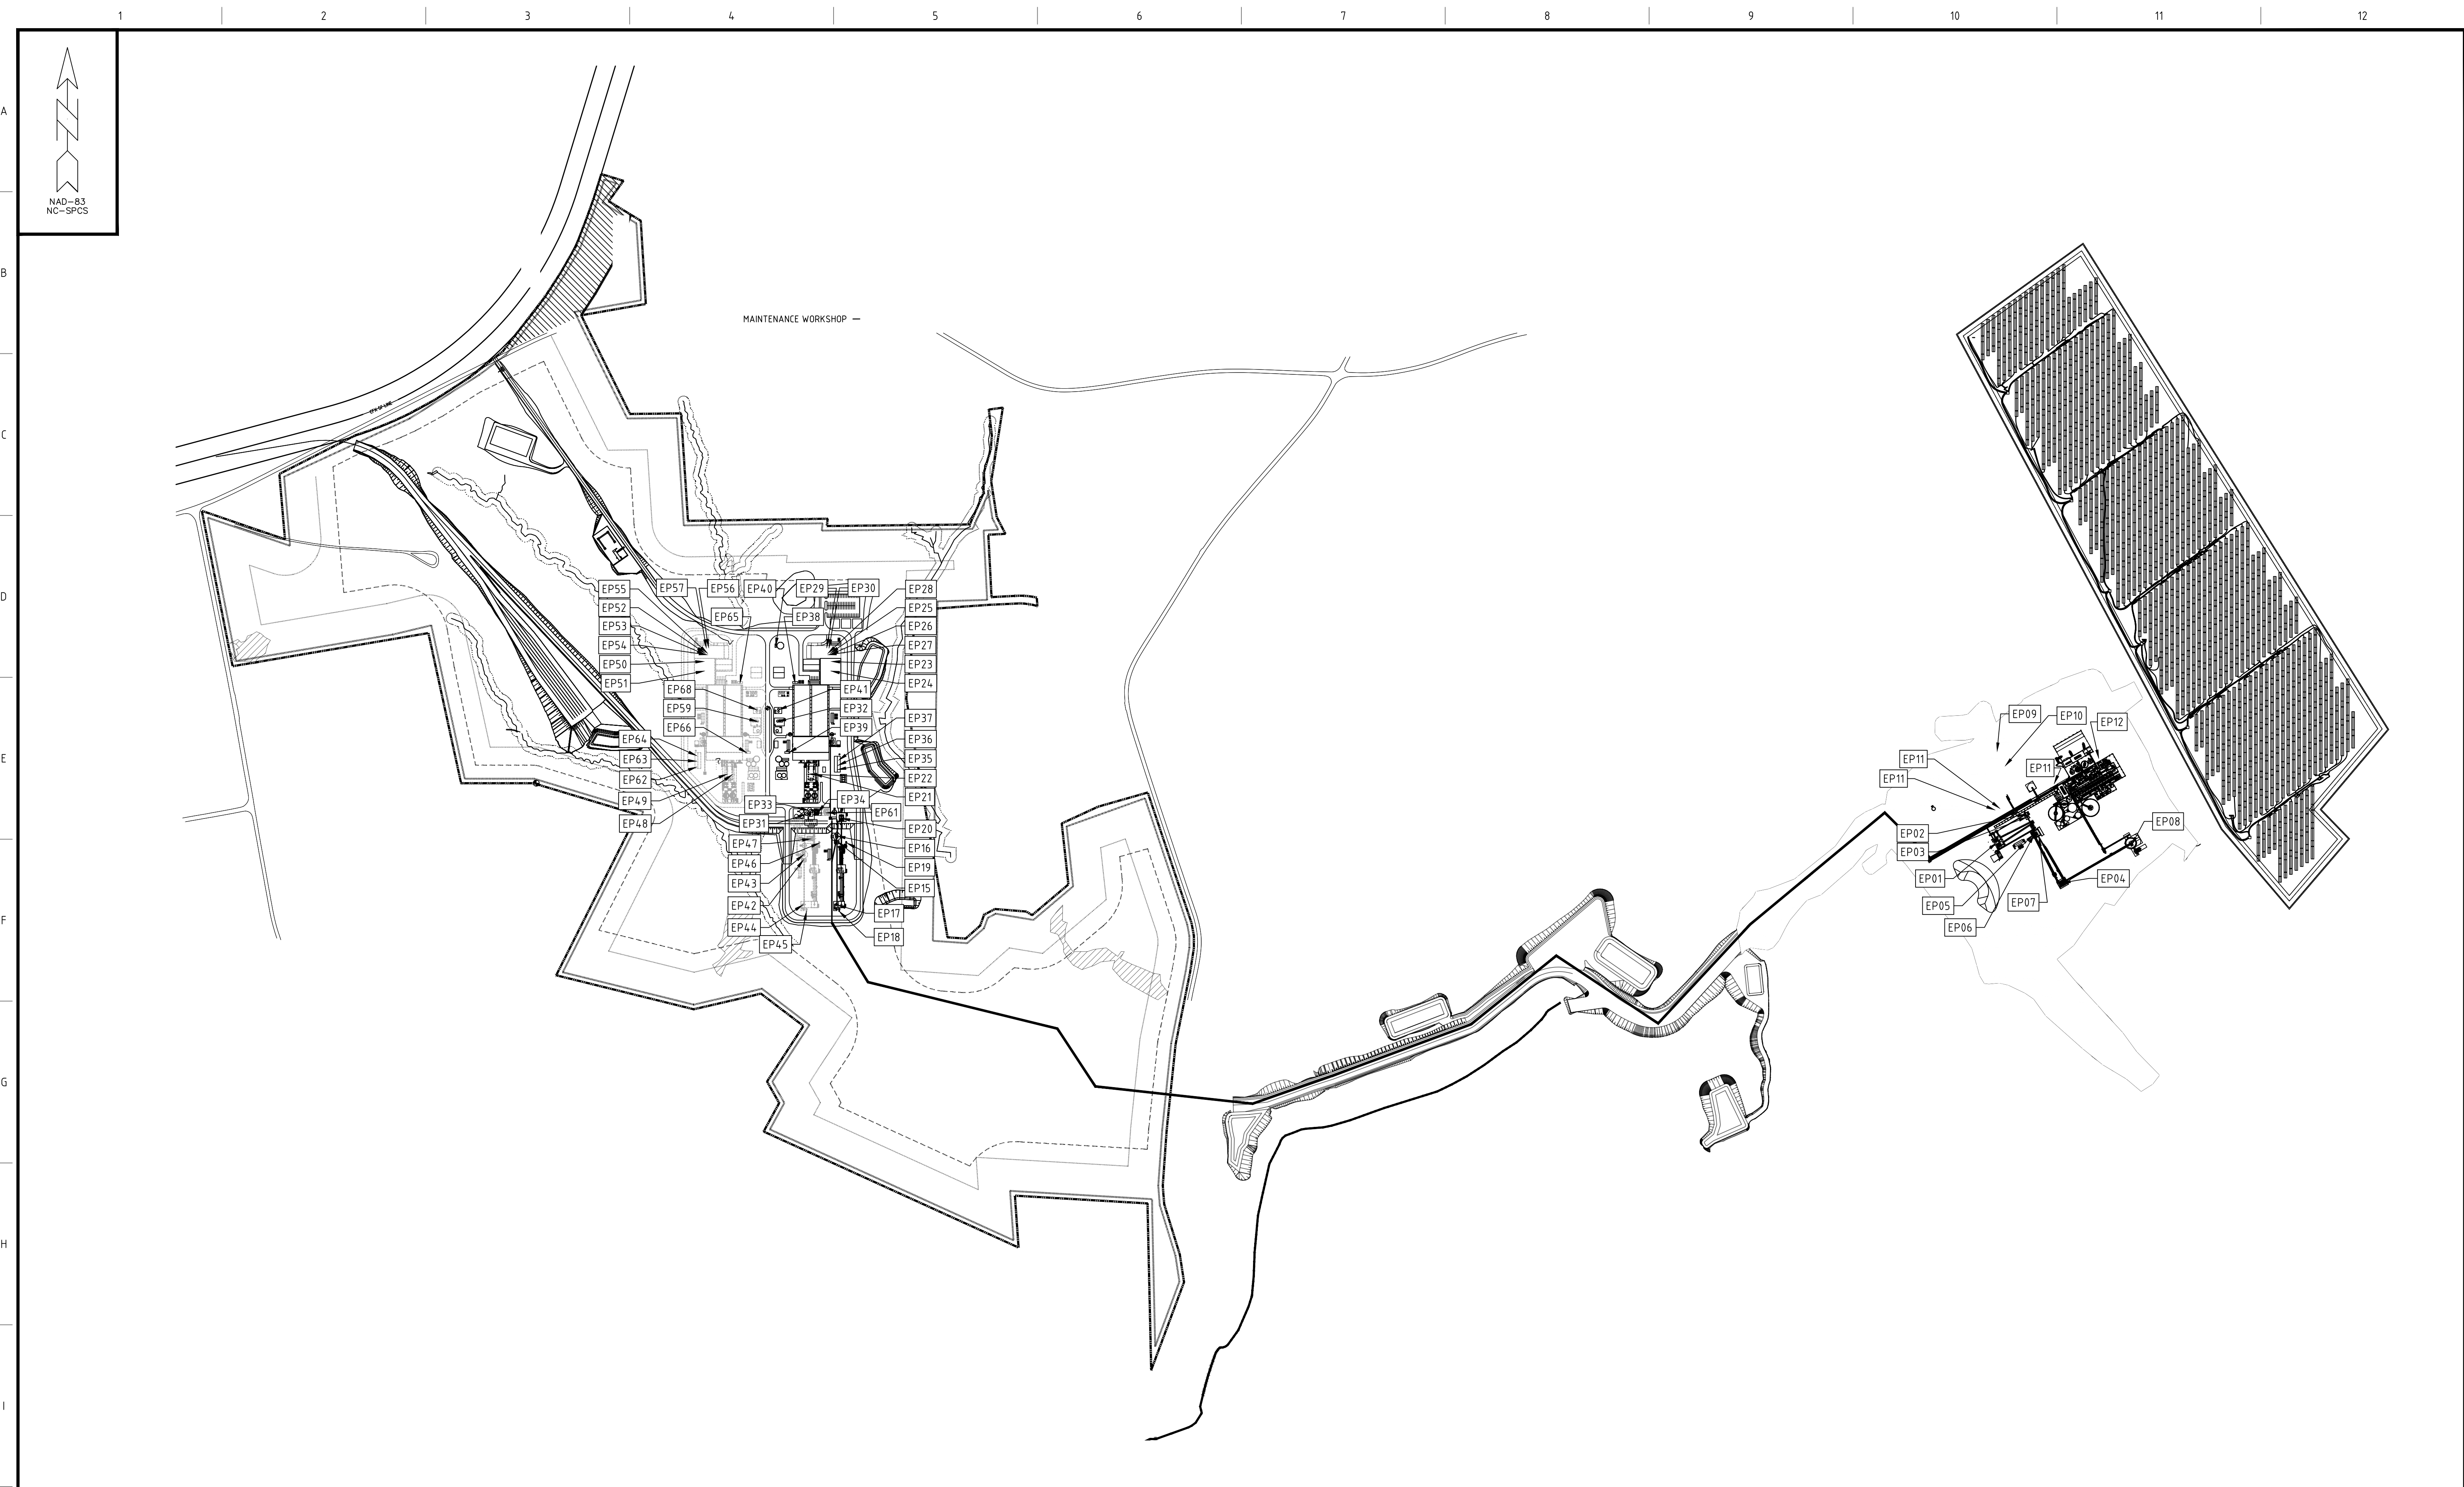 1 2 3 4 5 6 7 8 9 10 11 12
A
B
C
D
E
F
G
H
I
NAD-83
NC-SPCS
MAINTENANCE WORKSHOP
EP55 EP57 EP56 EP40 EP29 EP30 EP28
EP52 EP65 EP38 EP25
EP53 EP26
EP54 EP27
EP50 EP23
EP51 EP24
EP68 EP41
EP59 EP32
EP66 EP39 EP37
EP64 EP36
EP63 EP35
EP62 EP22
EP49 EP33 EP34 EP21
EP48 EP31 EP61
EP20
EP47 EP16
EP46 EP19
EP43 EP15
EP42 EP17
EP44 EP18
EP45
EP09 EP10 EP12
EP11 EP11
EP11
EP02 EP08
EP03
EP01 EP04
EP05 EP07
EP06